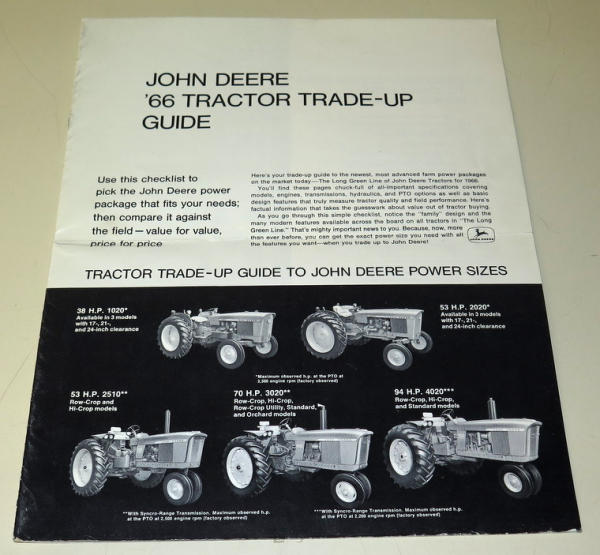 JOHN DEERE
'66 TRACTOR TRADE-UP
GUIDE
Use this checklist to
pick the John Deere power
package that fits your needs;
then compare it against
the field — value for value,
price for price
Here's your trade-up guide to the newest, most advanced farm power packages
on the market today—The Long Green Line of John Deere Tractors for 1966.
You'll find these pages chuck-full of all-important specifications covering
models, engines, transmissions, hydraulics, and PTO options as well as basic
design features that truly measure tractor quality and field performance. Here's
factual information that takes the guesswork about value out of tractor buying.
As you go through this simple checklist, notice the "family" design and the
many modern features available across the board on all tractors in "The Long
Green Line." That's mighty important news to you. Because, now, more
than ever before, you can get the exact power size you need with all
the features you want—when you trade up to John Deere!
JOHN DEERE
TRACTOR TRADE-UP GUIDE TO JOHN DEERE POWER SIZES
38 H.P. 1020*
Available in 3 models
with 17-, 21-,
and 24-inch clearance
53 H.P. 2020*
Available in 3 models
with 17-, 21-,
and 24-inch clearance
*Maximum observed h.p. at the PTO at
2,500 engine rpm (factory observed)
53 H.P. 2510**
Row-Crop and
Hi-Crop models
70 H.P. 3020**
Row-Crop, Hi-Crop,
Row-Crop Utility, Standard,
and Orchard models
94 H.P. 4020***
Row-Crop, Hi-Crop,
and Standard models
**With Syncro-Range Transmission. Maximum observed h.p.
at the PTO at 2,500 engine rpm (factory observed)
***With Syncro-Range Transmission. Maximum observed h.p.
at the PTO at 2,200 engine rpm (factory observed)